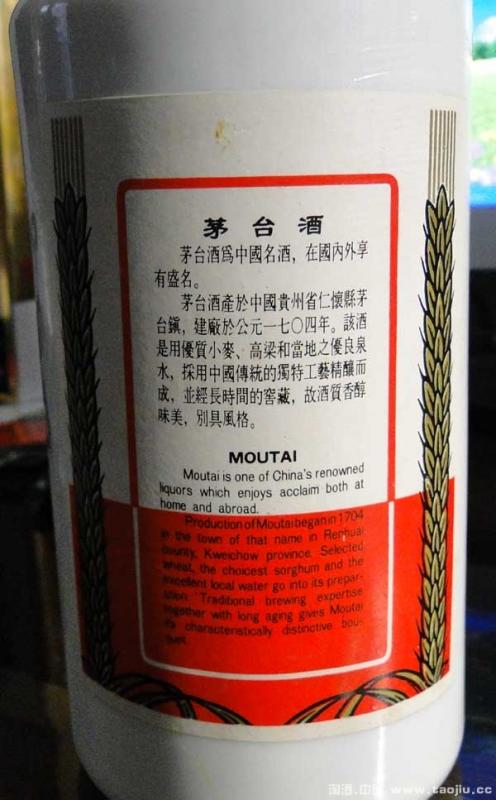 茅台酒
茅台酒爲中國名酒，在國内外享
有盛名。
茅台酒產於中國貴州省仁懷縣茅
台鎮，建廠於公元一七〇四年。該酒
是用優質小麥、高梁和當地之優良泉
水，採用中國傳統的獨特工藝精釀而
成，並經長時間的窖藏，故酒質香醇
味美，別具風格。
MOUTAI
Moutai is one of China's renowned
liquors which enjoys acclaim both at
home and abroad.
Production of Moutai began in 1704
in the town of that name in Renhuai
county, Kweichow province. Selected
wheat, the choicest sorghum and the
excellent local water go into its prepar-
ation. Traditional brewing expertise
together with long aging gives Moutai
its characteristically distinctive bou-
quet.
淘酒.中国 www.taojiu.cc